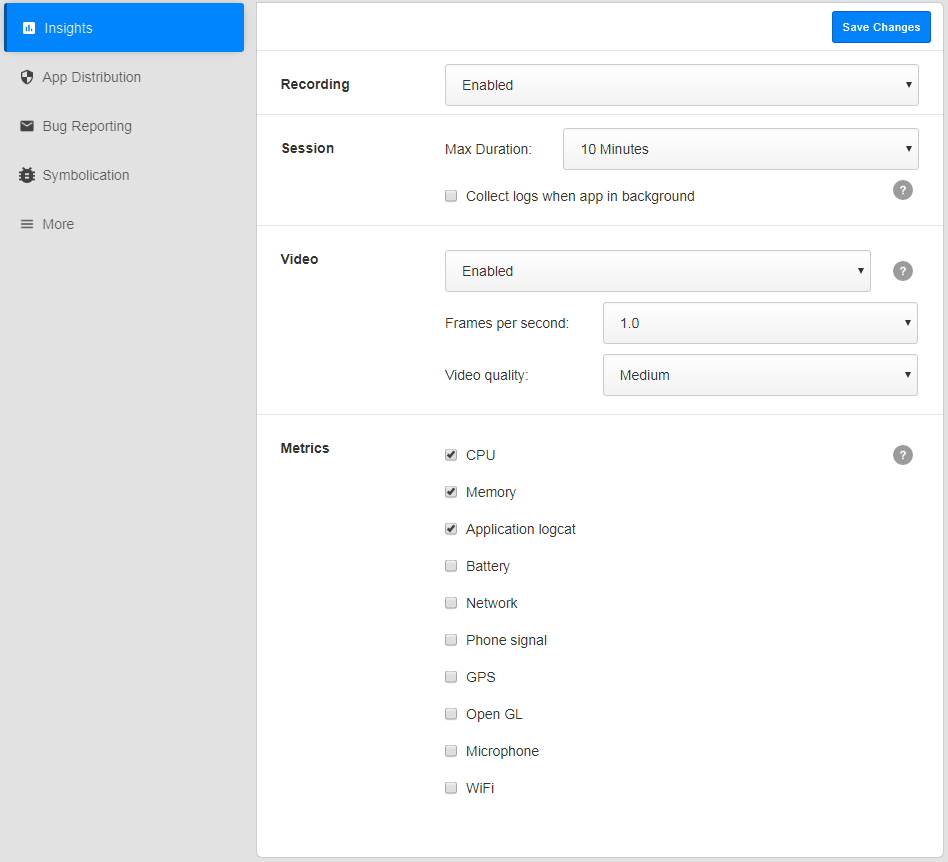 Insights
App Distribution
Bug Reporting
Symbolication
More
Save Changes
Recording
Enabled
Session
Max Duration:
10 Minutes
Collect logs when app in background
?
Video
Enabled
?
Frames per second:
1.0
Video quality:
Medium
Metrics
CPU
?
Memory
Application logcat
Battery
Network
Phone signal
GPS
Open GL
Microphone
WiFi